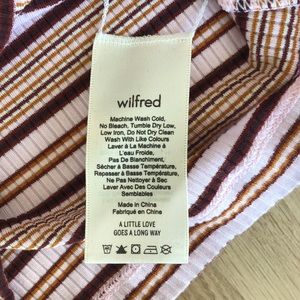 wilfred
Machine Wash Cold,
No Bleach, Tumble Dry Low,
Low Iron, Do Not Dry Clean
Wash With Like Colours
Laver À La Machine à
L'eau Froide,
Pas De Blanchiment,
Sécher à Basse Température,
Repasser à Basse Température,
Ne Pas Nettoyer à Sec
Laver Avec Des Couleurs
Semblables
Made in China
Fabriqué en China
A LITTLE LOVE
GOES A LONG WAY